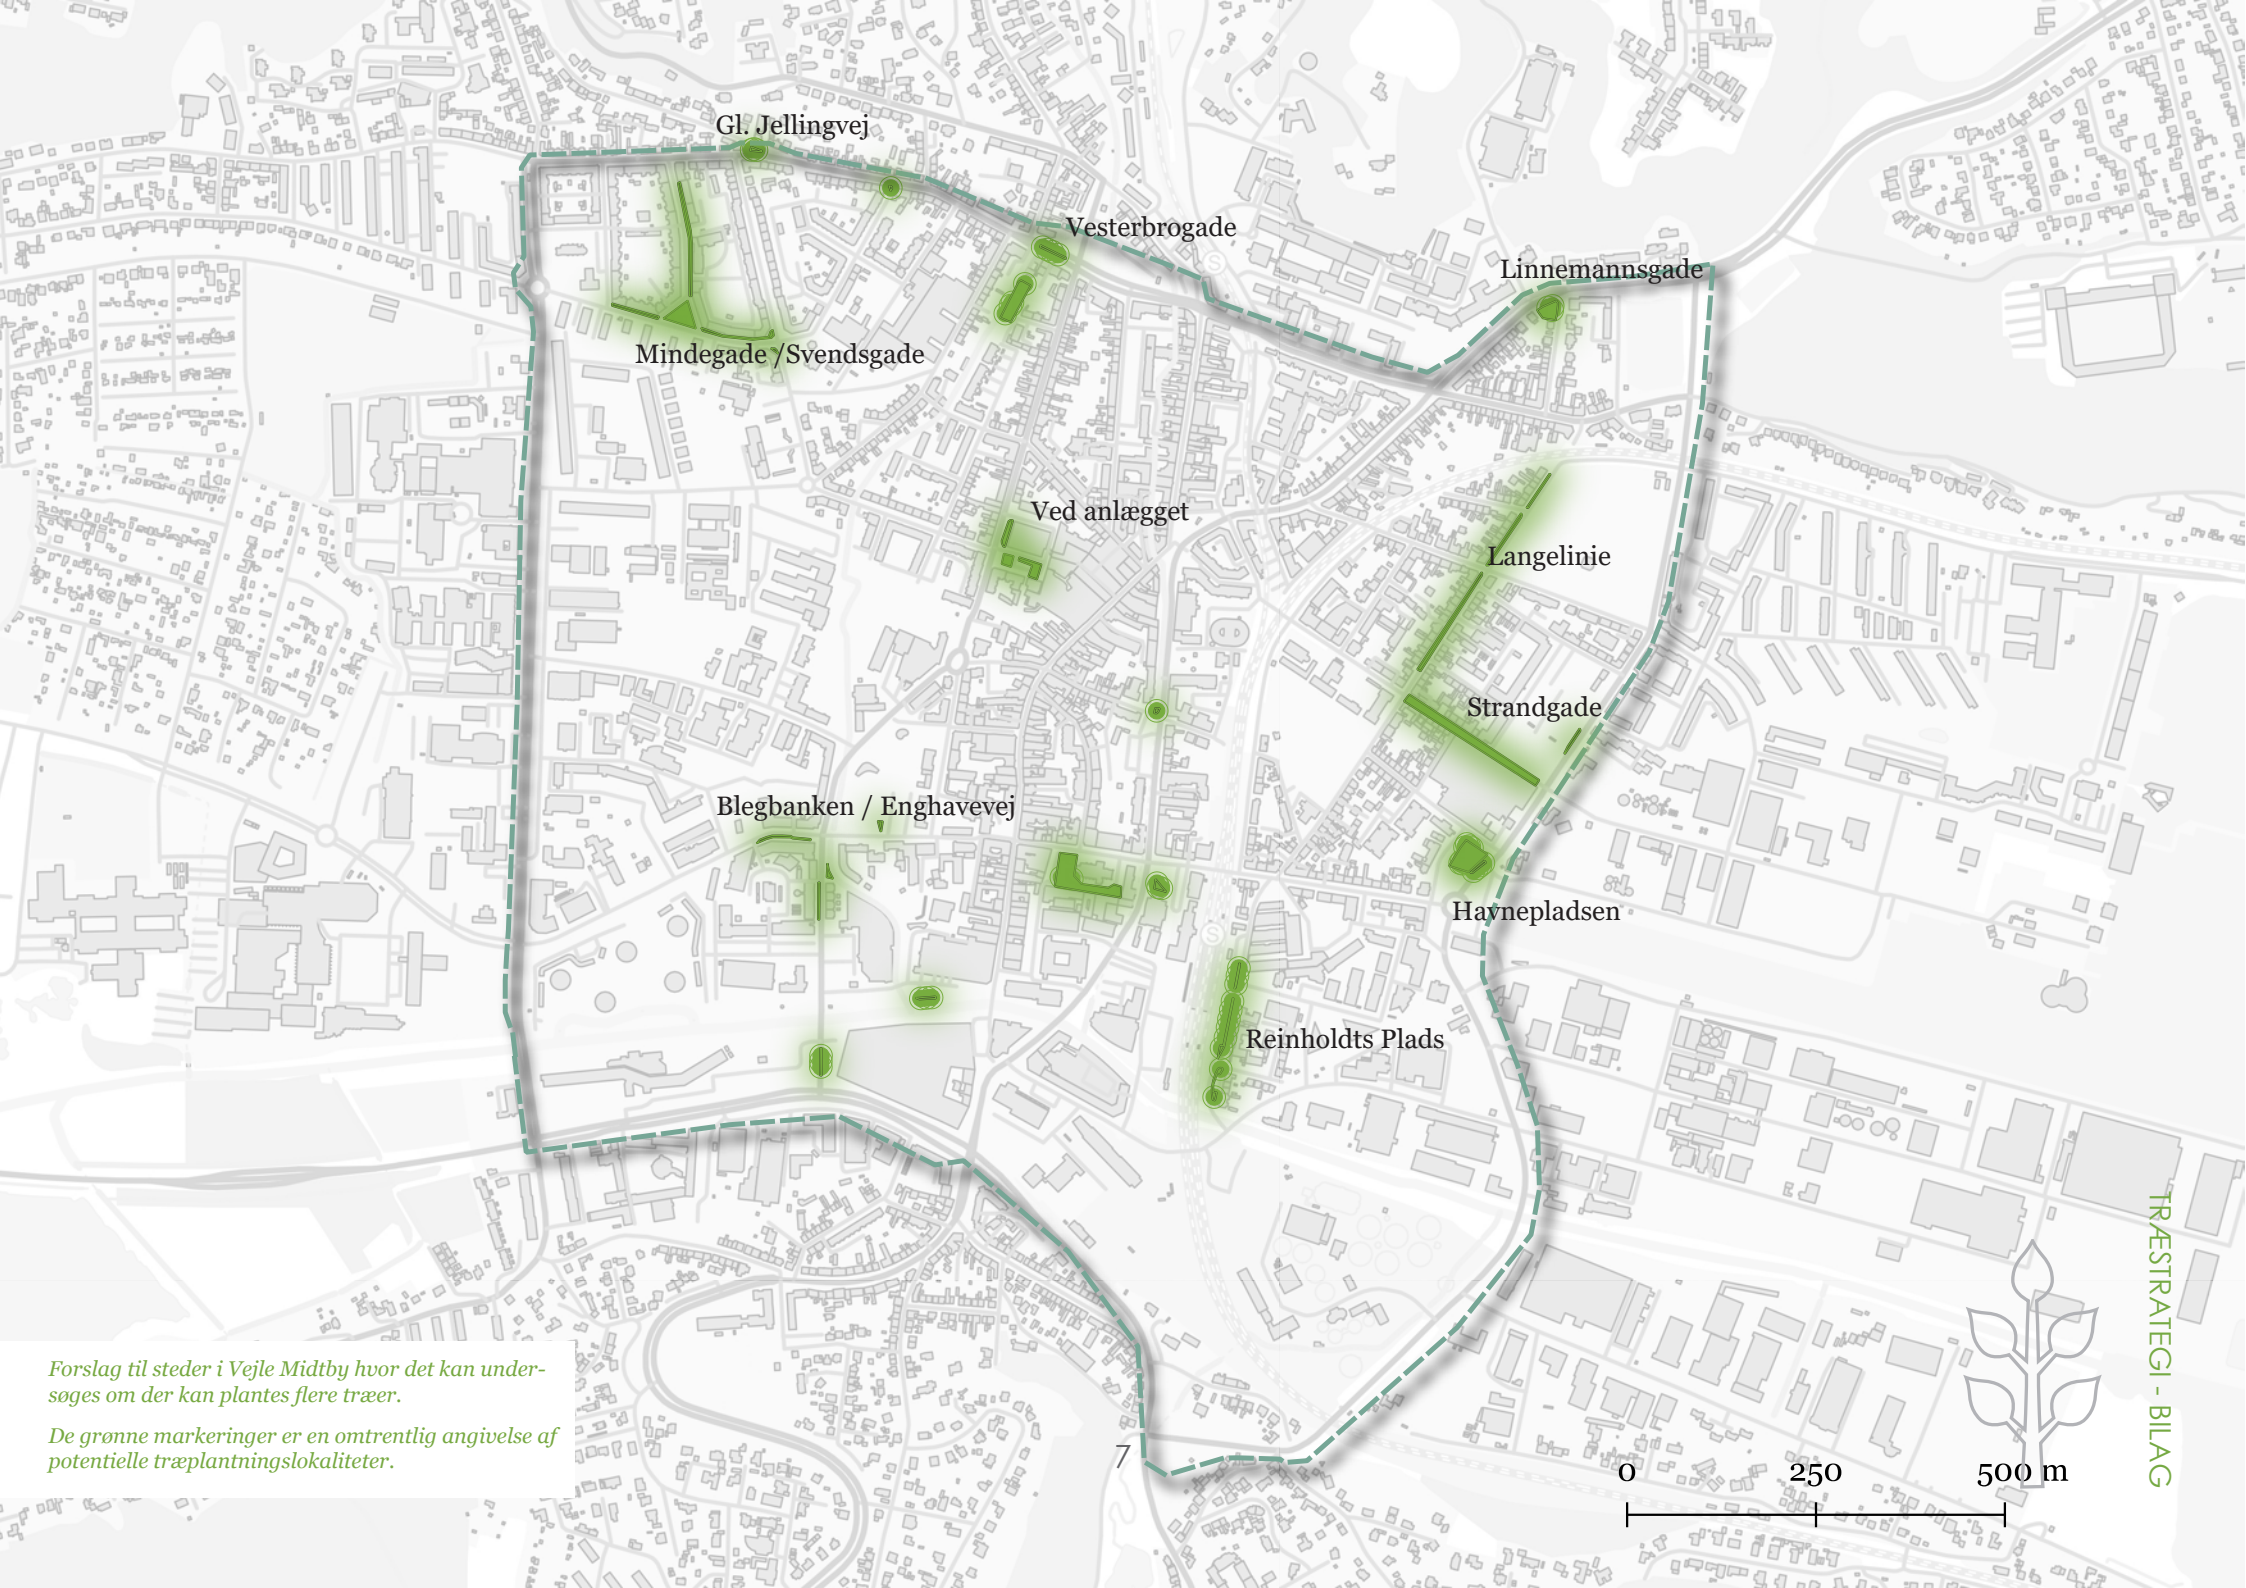 Gl. Jellingvej
Vesterbrogade
Linnemannsgade
Mindegade /Svendsgade
Ved anlægget
Langelinie
Strandgade
Blegbanken / Enghavevej
Havnepladsen
S
S
Reinholdts Plads
TRÆSTRATEGI - BILAG
Forslag til steder i Vejle Midtby hvor det kan under-
søges om der kan plantes flere træer.
De grønne markeringer er en omtrentlig angivelse af
potentielle træplantningslokaliteter.
7
0 250 500 m